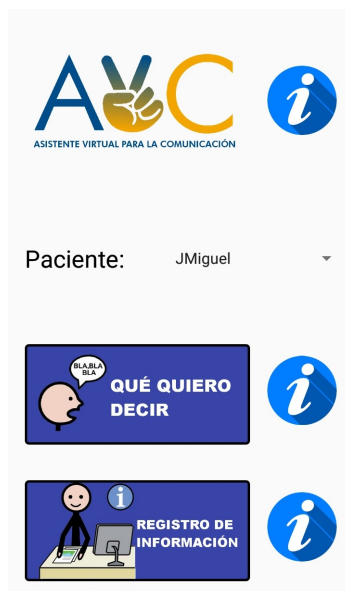 AVC
ASISTENTE VIRTUAL PARA LA COMUNICACIÓN
i
Paciente: JMiguel
BLA,BLA
BLA
QUÉ QUIERO
DECIR
i
i
REGISTRO DE
INFORMACIÓN
i